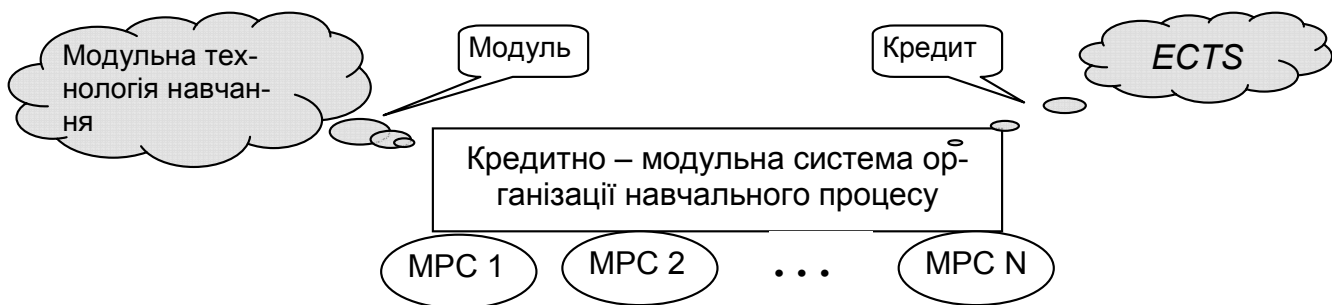 Модульна тех-
нологія навчан-
ня
Модуль
Кредит
ECTS
Кредитно – модульна система ор-
ганізації навчального процесу
МРС 1
МРС 2
...
МРС N